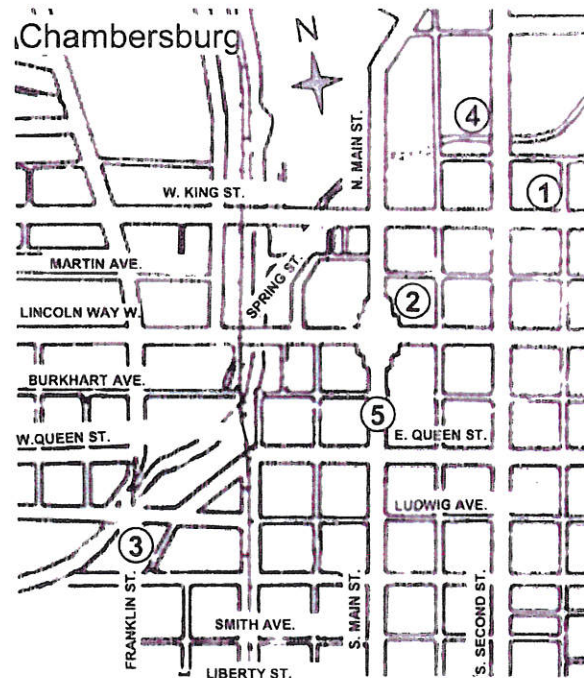 Chambersburg
N
N. MAIN ST.
4
1
W. KING ST.
MARTIN AVE.
SPRING ST.
2
LINCOLN WAY W.
BURKHART AVE.
5
W.QUEEN ST.
E. QUEEN ST.
LUDWIG AVE.
3
FRANKLIN ST.
S. MAIN ST.
S. SECOND ST.
SMITH AVE.
LIBERTY ST.